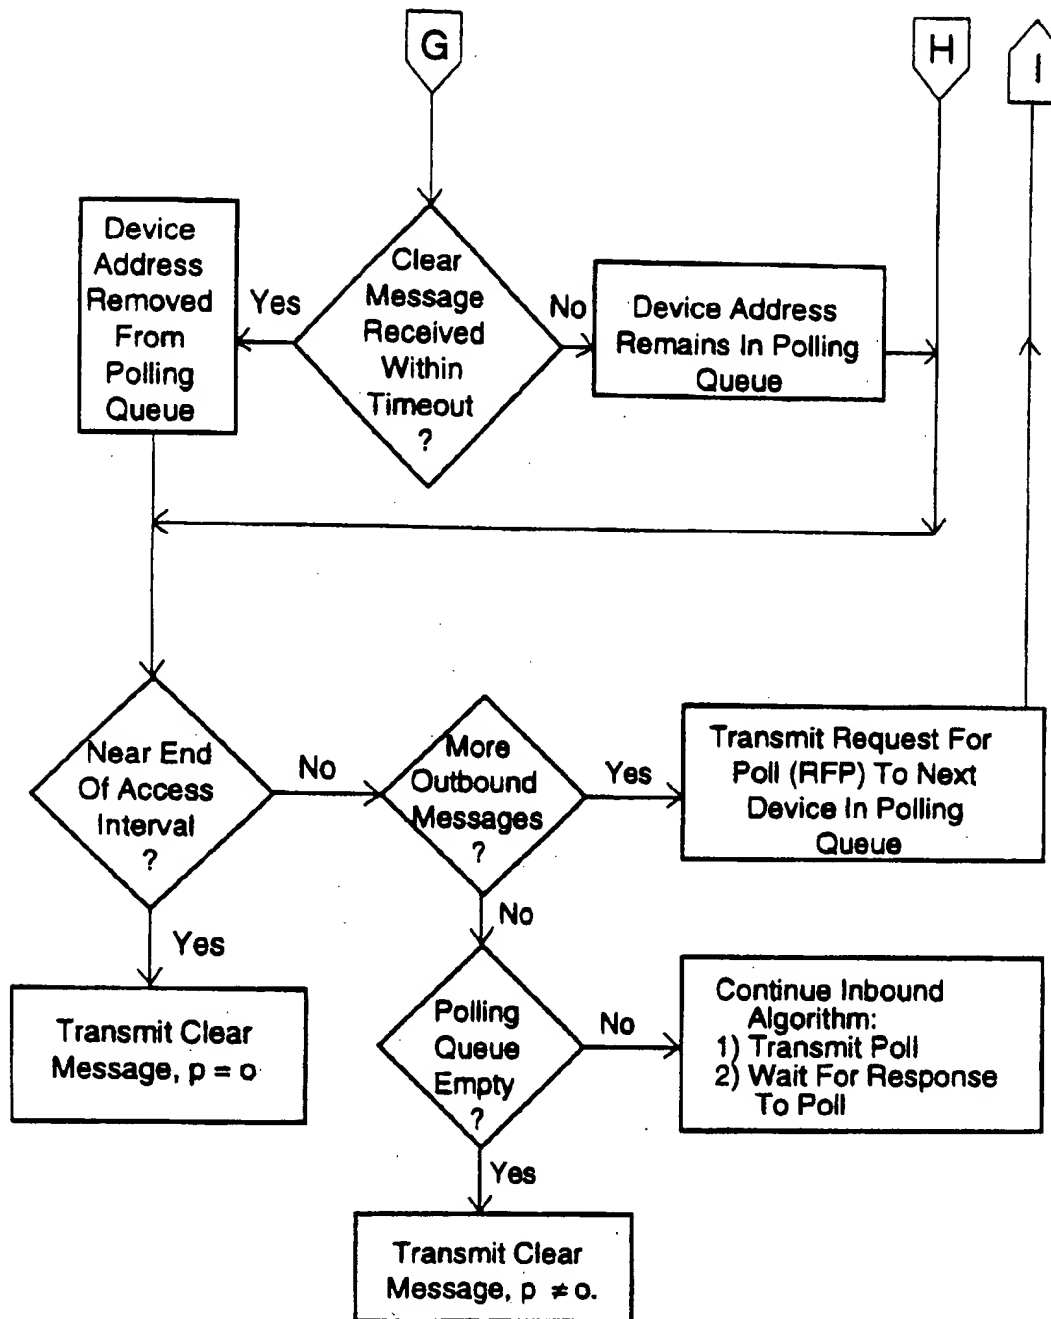 G
H
I
Device
Address
Removed
From
Polling
Queue
Yes
Clear
Message
Received
Within
Timeout
?
No
Device Address
Remains In Polling
Queue
Near End
Of Access
Interval
?
No
More
Outbound
Messages
?
Yes
Transmit Request For
Poll (RFP) To Next
Device In Polling
Queue
Yes
Transmit Clear
Message, p = o
No
Polling
Queue
Empty
?
No
Continue Inbound
Algorithm:
1) Transmit Poll
2) Wait For Response
To Poll
Yes
Transmit Clear
Message, p ≠ o.